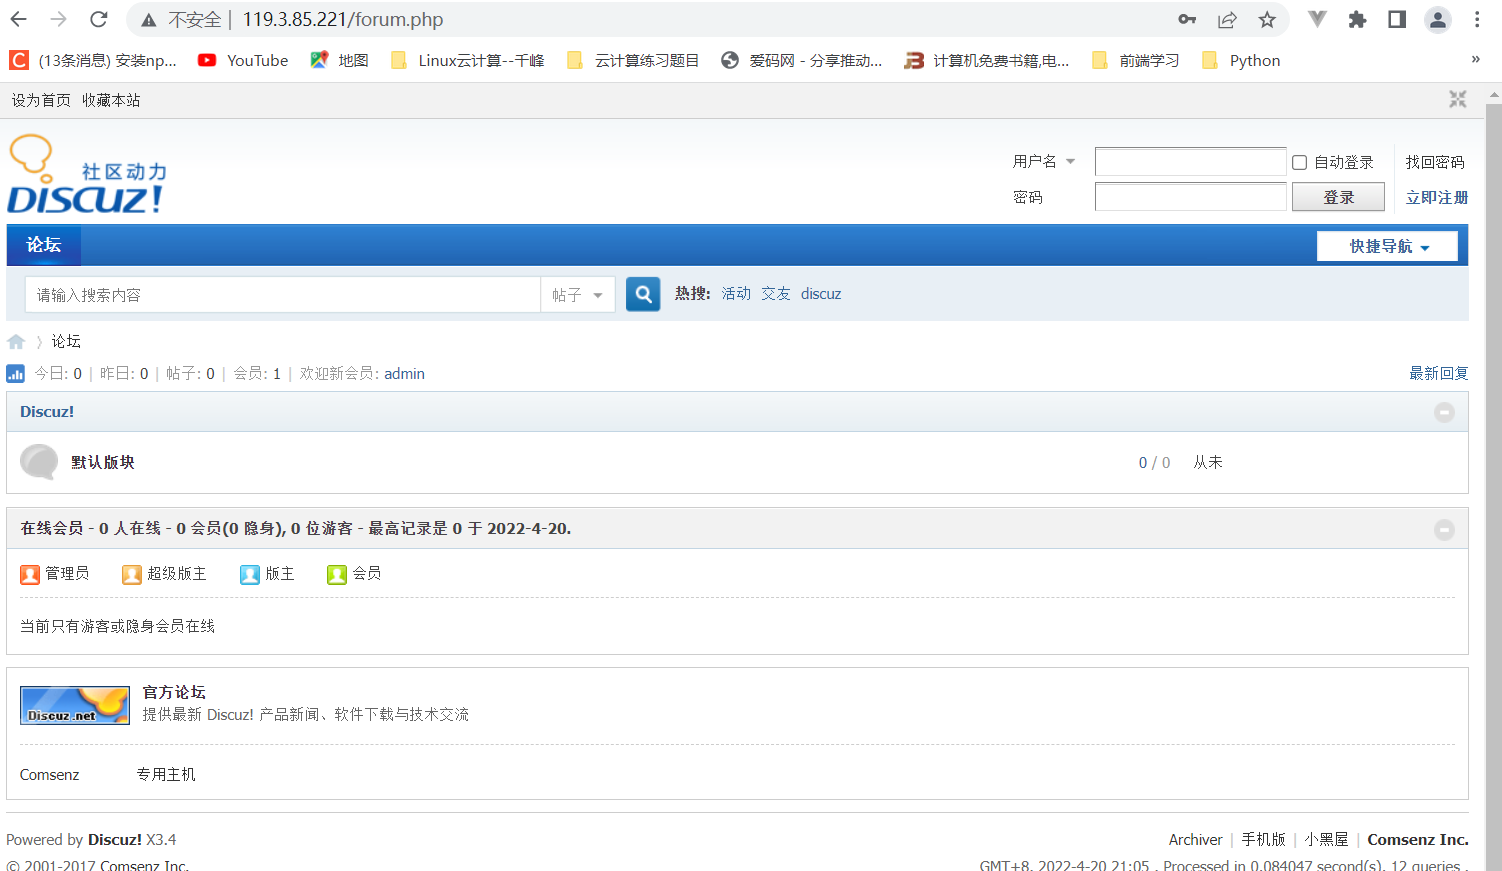 不安全 | 119.3.85.221/forum.php
C (13条消息) 安装np... YouTube 地图 Linux云计算--千峰 云计算练习题目 爱码网 - 分享推动... 计算机免费书籍,电... 前端学习 Python »
设为首页 收藏本站
社区动力
DISCUZ!
用户名 自动登录 找回密码
密码 登录 立即注册
论坛 快捷导航
请输入搜索内容 帖子 热搜: 活动 交友 discuz
论坛
今日: 0 | 昨日: 0 | 帖子: 0 | 会员: 1 | 欢迎新会员: admin 最新回复
Discuz!
默认版块 0 / 0 从未
在线会员 - 0 人在线 - 0 会员(0 隐身), 0 位游客 - 最高记录是 0 于 2022-4-20.
管理员 超级版主 版主 会员
当前只有游客或隐身会员在线
Discuz.net 官方论坛
提供最新 Discuz! 产品新闻、软件下载与技术交流
Comsenz 专用主机
Powered by Discuz! X3.4 Archiver | 手机版 | 小黑屋 | Comsenz Inc.
© 2001-2017 Comsenz Inc. GMT+8, 2022-4-20 21:05 , Processed in 0.084047 second(s), 12 queries .